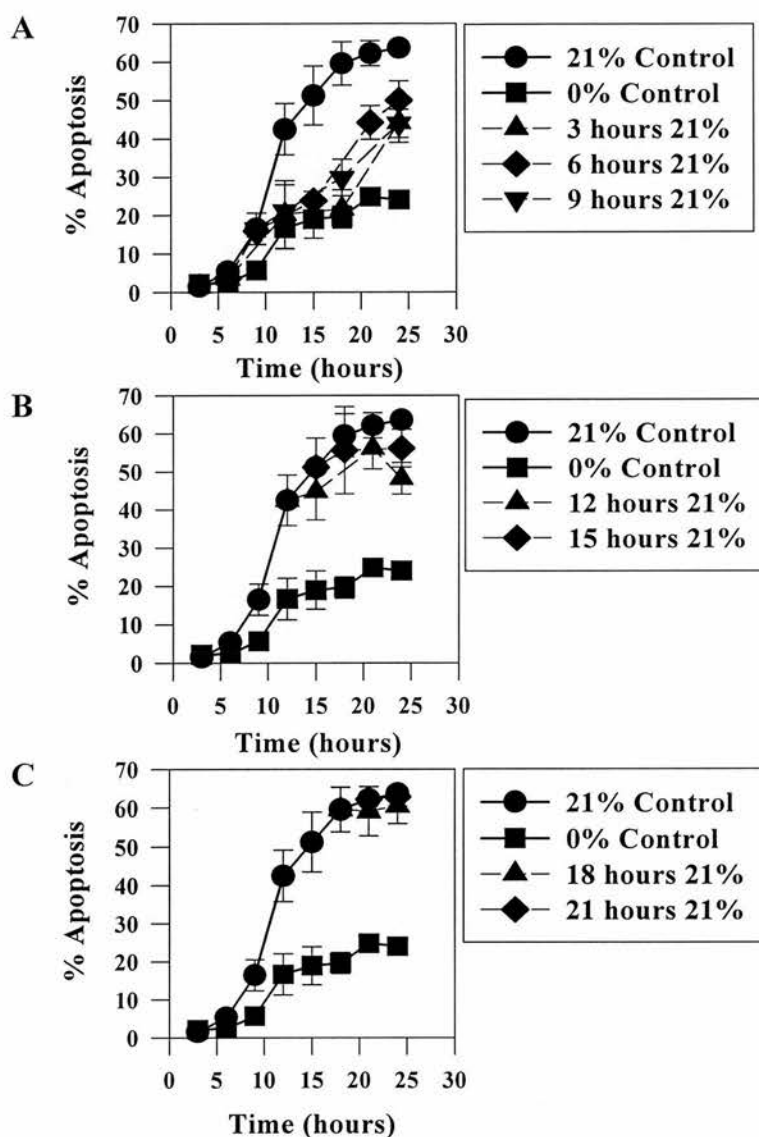 A
% Apoptosis
70
60
50
40
30
20
10
0
0 5 10 15 20 25 30
Time (hours)
21% Control
0% Control
3 hours 21%
6 hours 21%
9 hours 21%
B
% Apoptosis
70
60
50
40
30
20
10
0
0 5 10 15 20 25 30
Time (hours)
21% Control
0% Control
12 hours 21%
15 hours 21%
C
% Apoptosis
70
60
50
40
30
20
10
0
0 5 10 15 20 25 30
Time (hours)
21% Control
0% Control
18 hours 21%
21 hours 21%